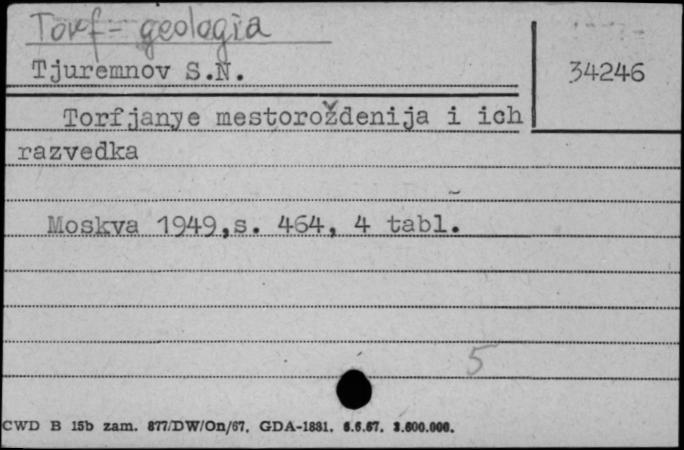 Torf - geologia
Tjuremnov S.N.
34246
Torfjanye mestoroždenija i ich
razvedka
Moskva 1949,s. 464, 4 tabl.
5
CWD B 15b zam. 877/DW/On/67. GDA-1881. 6.6.67. 3.600.000.